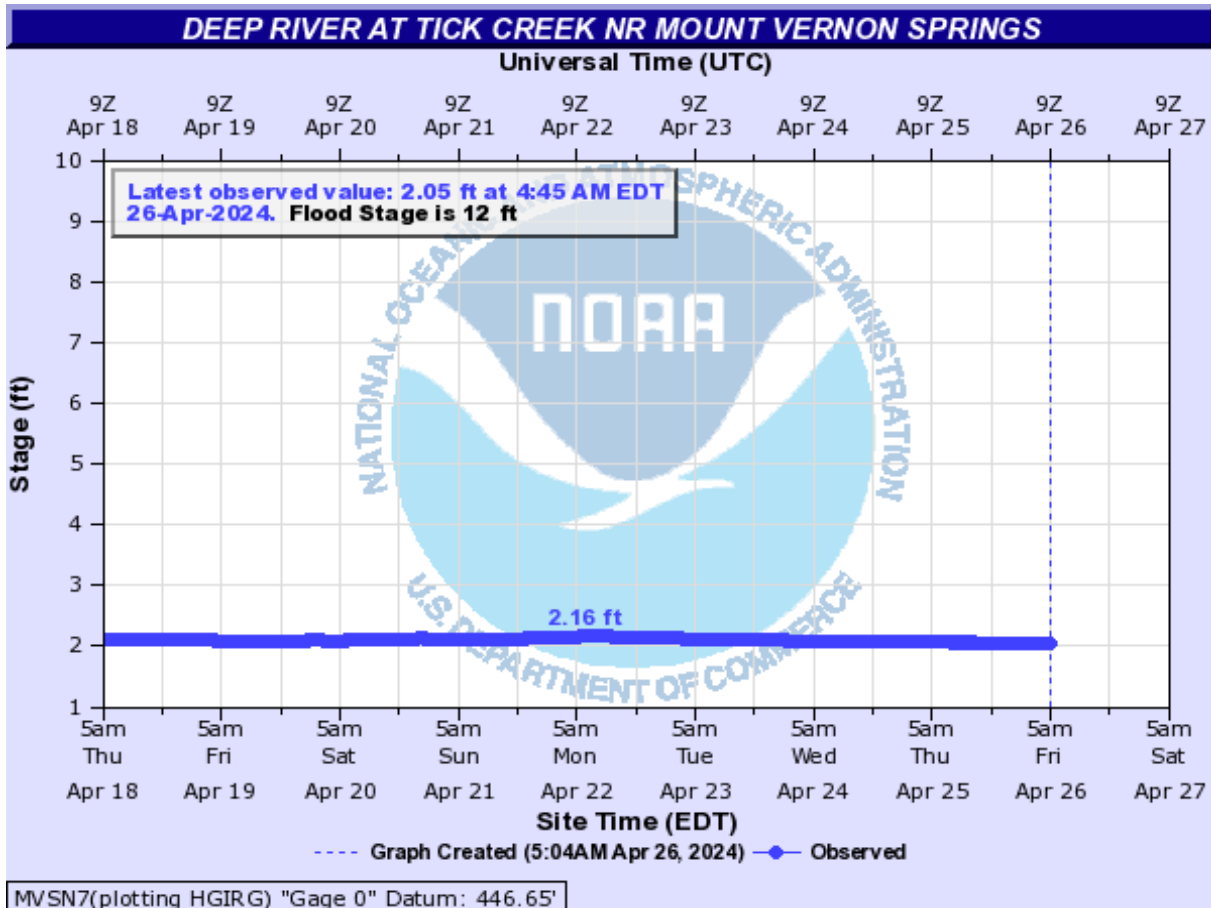 DEEP RIVER AT TICK CREEK NR MOUNT VERNON SPRINGS
Universal Time (UTC)
9Z 9Z 9Z 9Z 9Z 9Z 9Z 9Z 9Z 9Z
Apr 18 Apr 19 Apr 20 Apr 21 Apr 22 Apr 23 Apr 24 Apr 25 Apr 26 Apr 27
Latest observed value: 2.05 ft at 4:45 AM EDT
26-Apr-2024. Flood Stage is 12 ft
NATIONAL OCEANIC AND ATMOSPHERIC ADMINISTRATION
NOAA
U.S. DEPARTMENT OF COMMERCE
Stage (ft)
10
9
8
7
6
5
4
3
2
1
2.16 ft
5am 5am 5am 5am 5am 5am 5am 5am 5am 5am
Thu Fri Sat Sun Mon Tue Wed Thu Fri Sat
Apr 18 Apr 19 Apr 20 Apr 21 Apr 22 Apr 23 Apr 24 Apr 25 Apr 26 Apr 27
Site Time (EDT)
Graph Created (5:04AM Apr 26, 2024) Observed
MVSN7(plotting HGIRG) "Gage 0" Datum: 446.65'